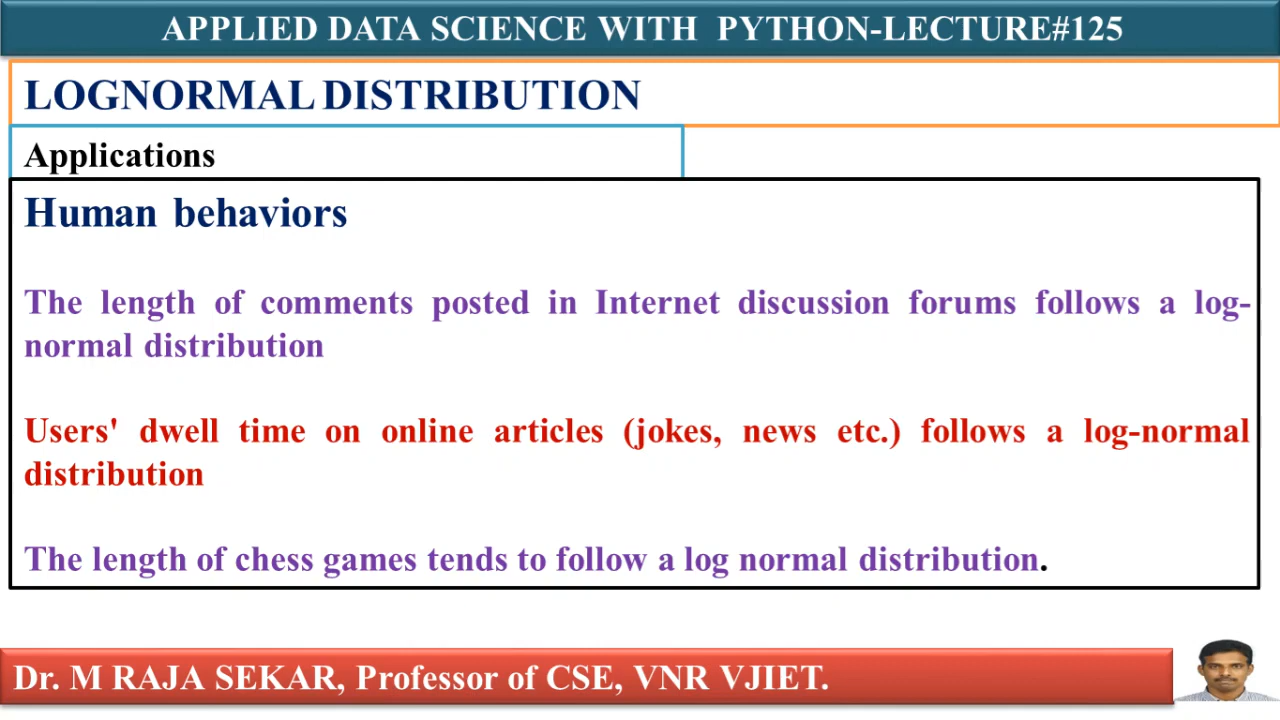 APPLIED DATA SCIENCE WITH PYTHON-LECTURE#125
LOGNORMAL DISTRIBUTION
Applications
Human behaviors
The length of comments posted in Internet discussion forums follows a log-
normal distribution
Users' dwell time on online articles (jokes, news etc.) follows a log-normal
distribution
The length of chess games tends to follow a log normal distribution.
Dr. M RAJA SEKAR, Professor of CSE, VNR VJIET.